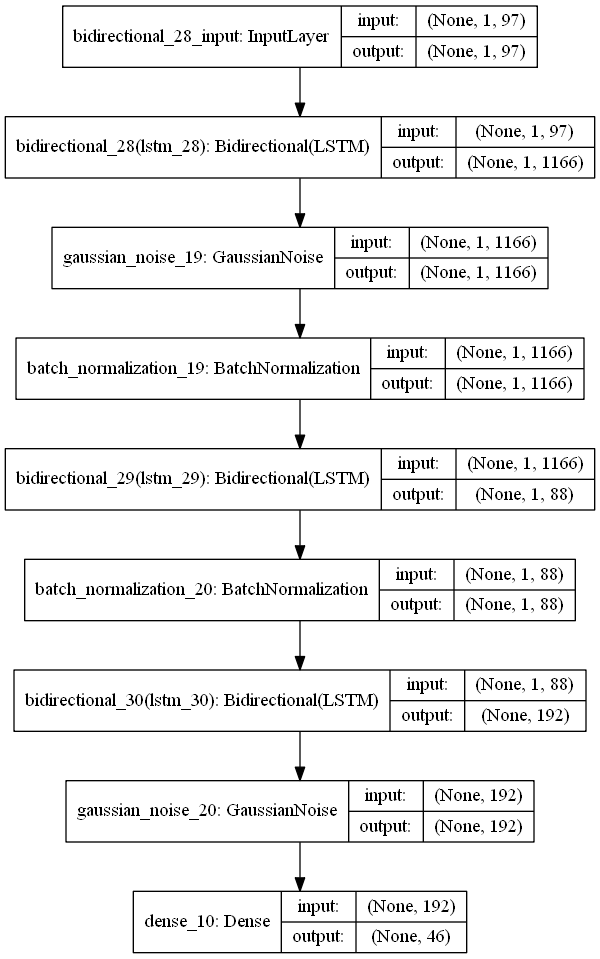 bidirectional_28_input: InputLayer
input: (None, 1, 97)
output: (None, 1, 97)
bidirectional_28(lstm_28): Bidirectional(LSTM)
input: (None, 1, 97)
output: (None, 1, 1166)
gaussian_noise_19: GaussianNoise
input: (None, 1, 1166)
output: (None, 1, 1166)
batch_normalization_19: BatchNormalization
input: (None, 1, 1166)
output: (None, 1, 1166)
bidirectional_29(lstm_29): Bidirectional(LSTM)
input: (None, 1, 1166)
output: (None, 1, 88)
batch_normalization_20: BatchNormalization
input: (None, 1, 88)
output: (None, 1, 88)
bidirectional_30(lstm_30): Bidirectional(LSTM)
input: (None, 1, 88)
output: (None, 192)
gaussian_noise_20: GaussianNoise
input: (None, 192)
output: (None, 192)
dense_10: Dense
input: (None, 192)
output: (None, 46)